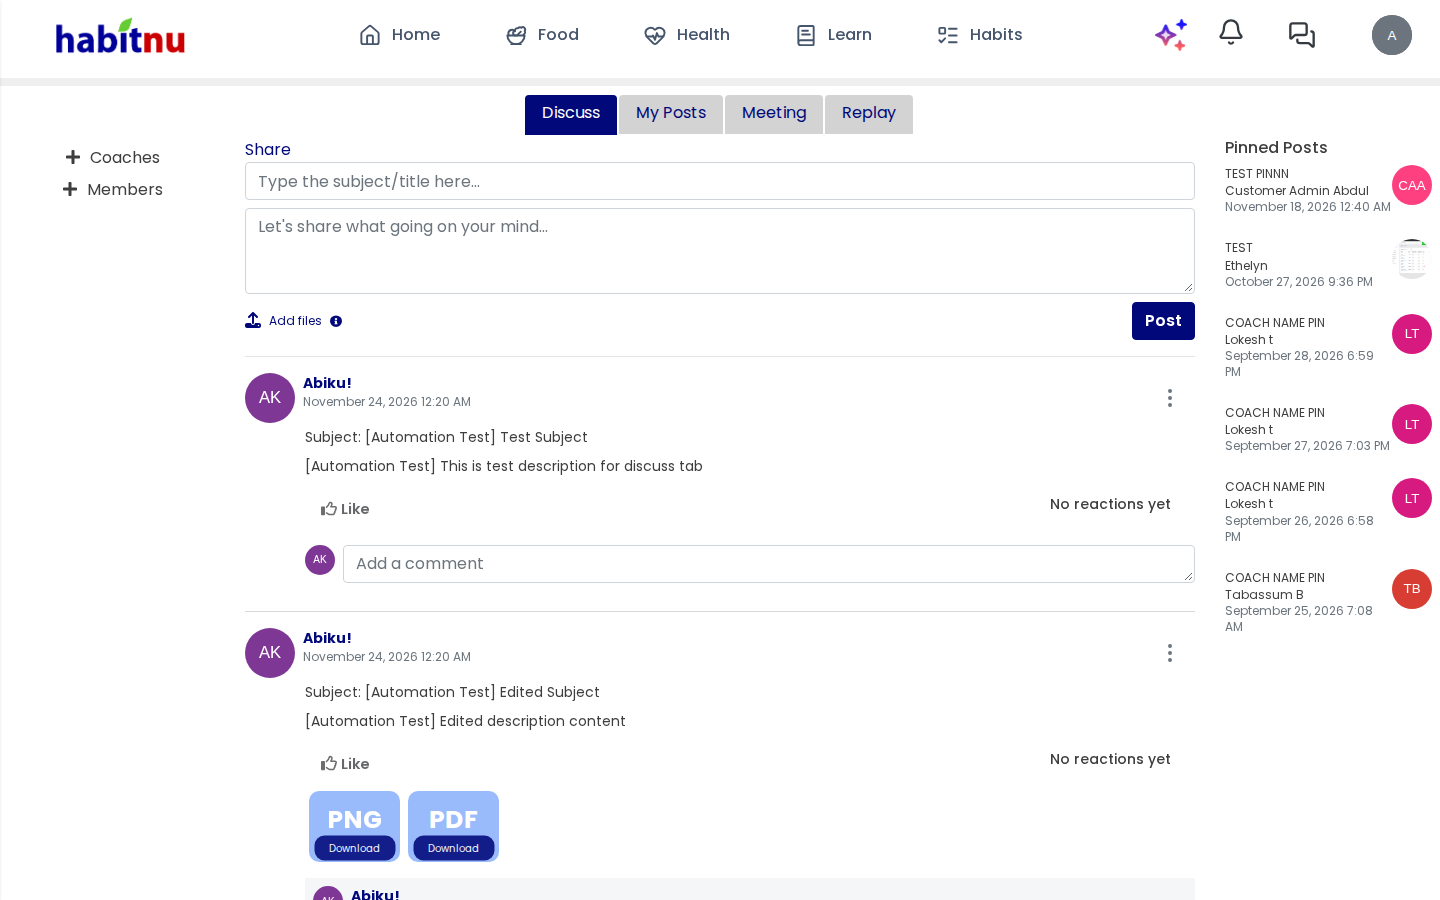 habitnu
Home
Food
Health
Learn
Habits
A
Discuss
My Posts
Meeting
Replay
Coaches
Members
Share
Type the subject/title here...
Let's share what going on your mind...
Add files
Post
Abiku!
AK
November 24, 2026 12:20 AM
Subject: [Automation Test] Test Subject
[Automation Test] This is test description for discuss tab
Like
No reactions yet
AK
Add a comment
Abiku!
AK
November 24, 2026 12:20 AM
Subject: [Automation Test] Edited Subject
[Automation Test] Edited description content
Like
No reactions yet
PNG
Download
PDF
Download
AK
Abiku!
Pinned Posts
TEST PINNN
Customer Admin Abdul
November 18, 2026 12:40 AM
CAA
TEST
Ethelyn
October 27, 2026 9:36 PM
COACH NAME PIN
Lokesh t
September 28, 2026 6:59
PM
LT
COACH NAME PIN
Lokesh t
September 27, 2026 7:03 PM
LT
COACH NAME PIN
Lokesh t
September 26, 2026 6:58
PM
LT
COACH NAME PIN
Tabassum B
September 25, 2026 7:08
AM
TB